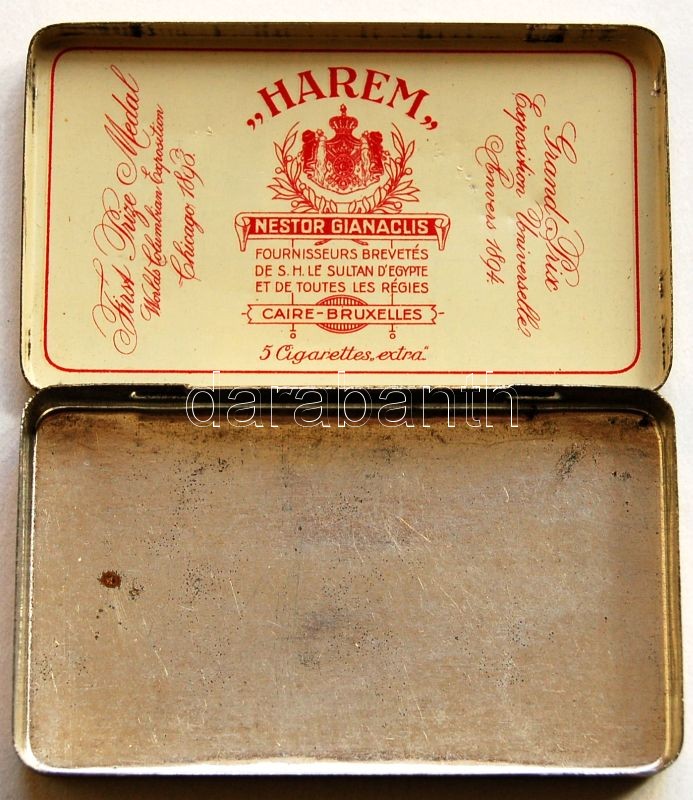 First Prize Medal
World's Columbian Exposition
Chicago 1893
„HAREM„
NESTOR GIANACLIS
FOURNISSEURS BREVETÉS
DE S. H. LE SULTAN D'EGYPTE
ET DE TOUTES LES RÉGIES
CAIRE-BRUXELLES
5 Cigarettes „extra"
Grand Prix
Exposition Universelle
Anvers 1894
darabanth